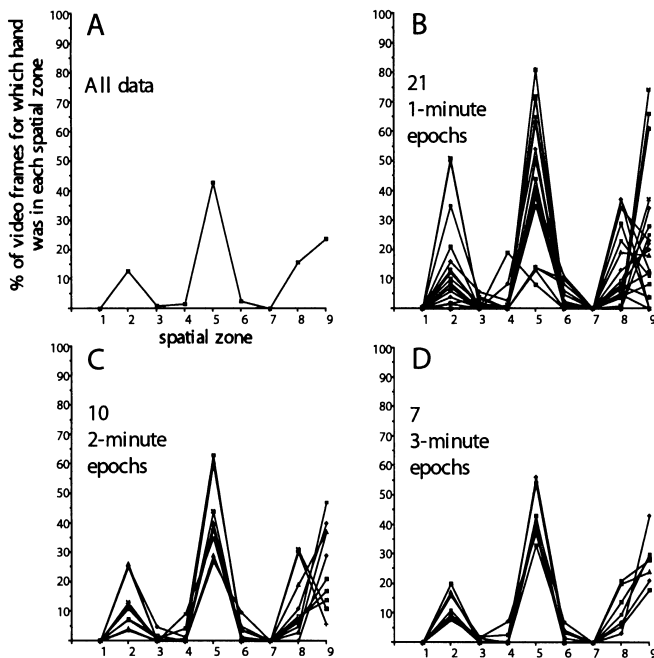 A
All data
% of video frames for which hand
was in each spatial zone
100
90
80
70
60
50
40
30
20
10
1 2 3 4 5 6 7 8 9
spatial zone
B
21
1-minute
epochs
100
90
80
70
60
50
40
30
20
10
1 2 3 4 5 6 7 8 9
C
10
2-minute
epochs
100
90
80
70
60
50
40
30
20
10
1 2 3 4 5 6 7 8 9
D
7
3-minute
epochs
100
90
80
70
60
50
40
30
20
10
1 2 3 4 5 6 7 8 9